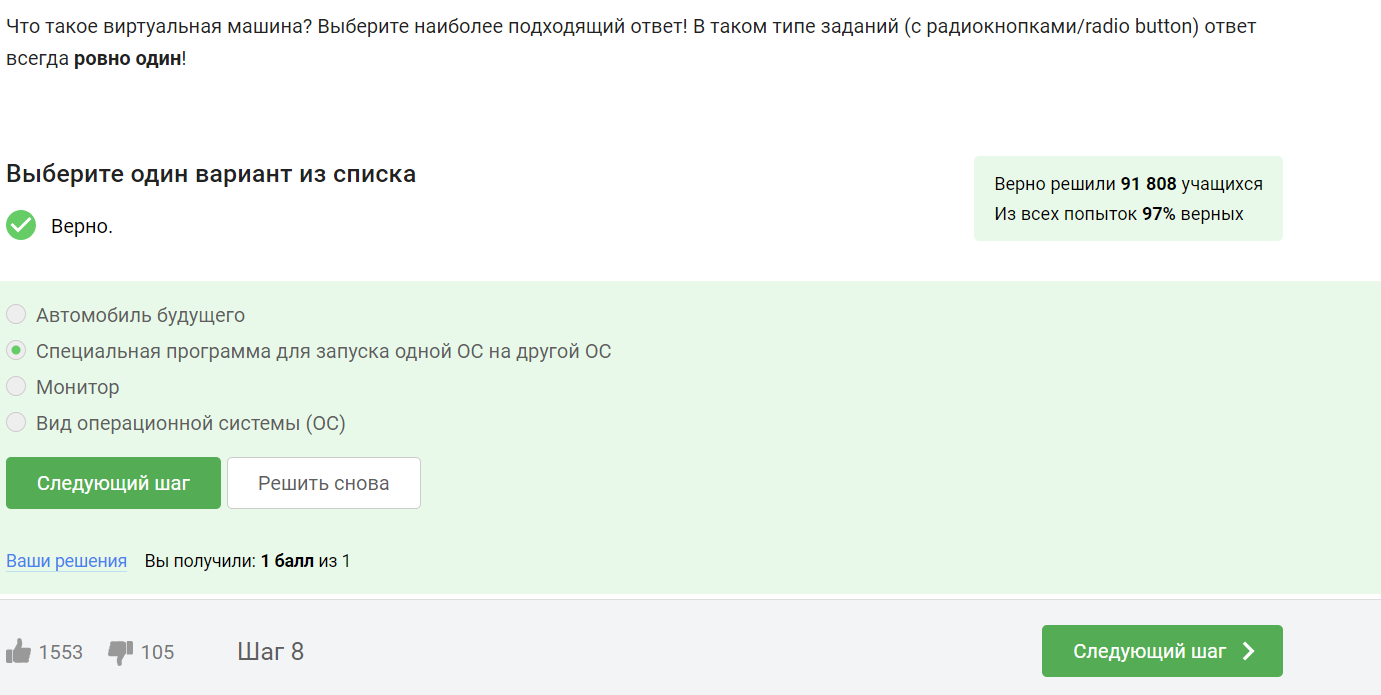 Что такое виртуальная машина? Выберите наиболее подходящий ответ! В таком типе заданий (с радиокнопками/radio button) ответ
всегда ровно один!
Выберите один вариант из списка
Верно.
Верно решили 91 808 учащихся
Из всех попыток 97% верных
Автомобиль будущего
Специальная программа для запуска одной ОС на другой ОС
Монитор
Вид операционной системы (ОС)
Следующий шаг
Решить снова
Ваши решения Вы получили: 1 балл из 1
1553 105 Шаг 8
Следующий шаг